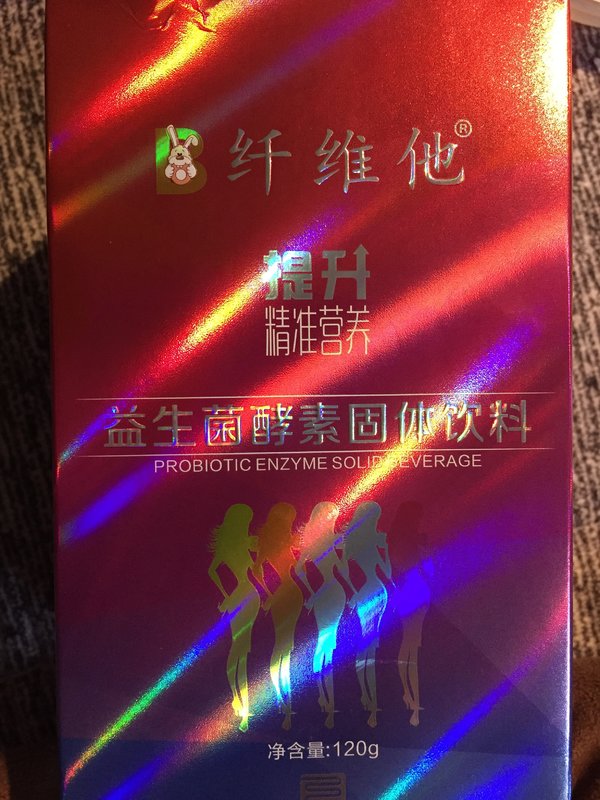 B 纤维他®
提升
精准营养
益生菌酵素固体饮料
PROBIOTIC ENZYME SOLID BEVERAGE
净含量:120g